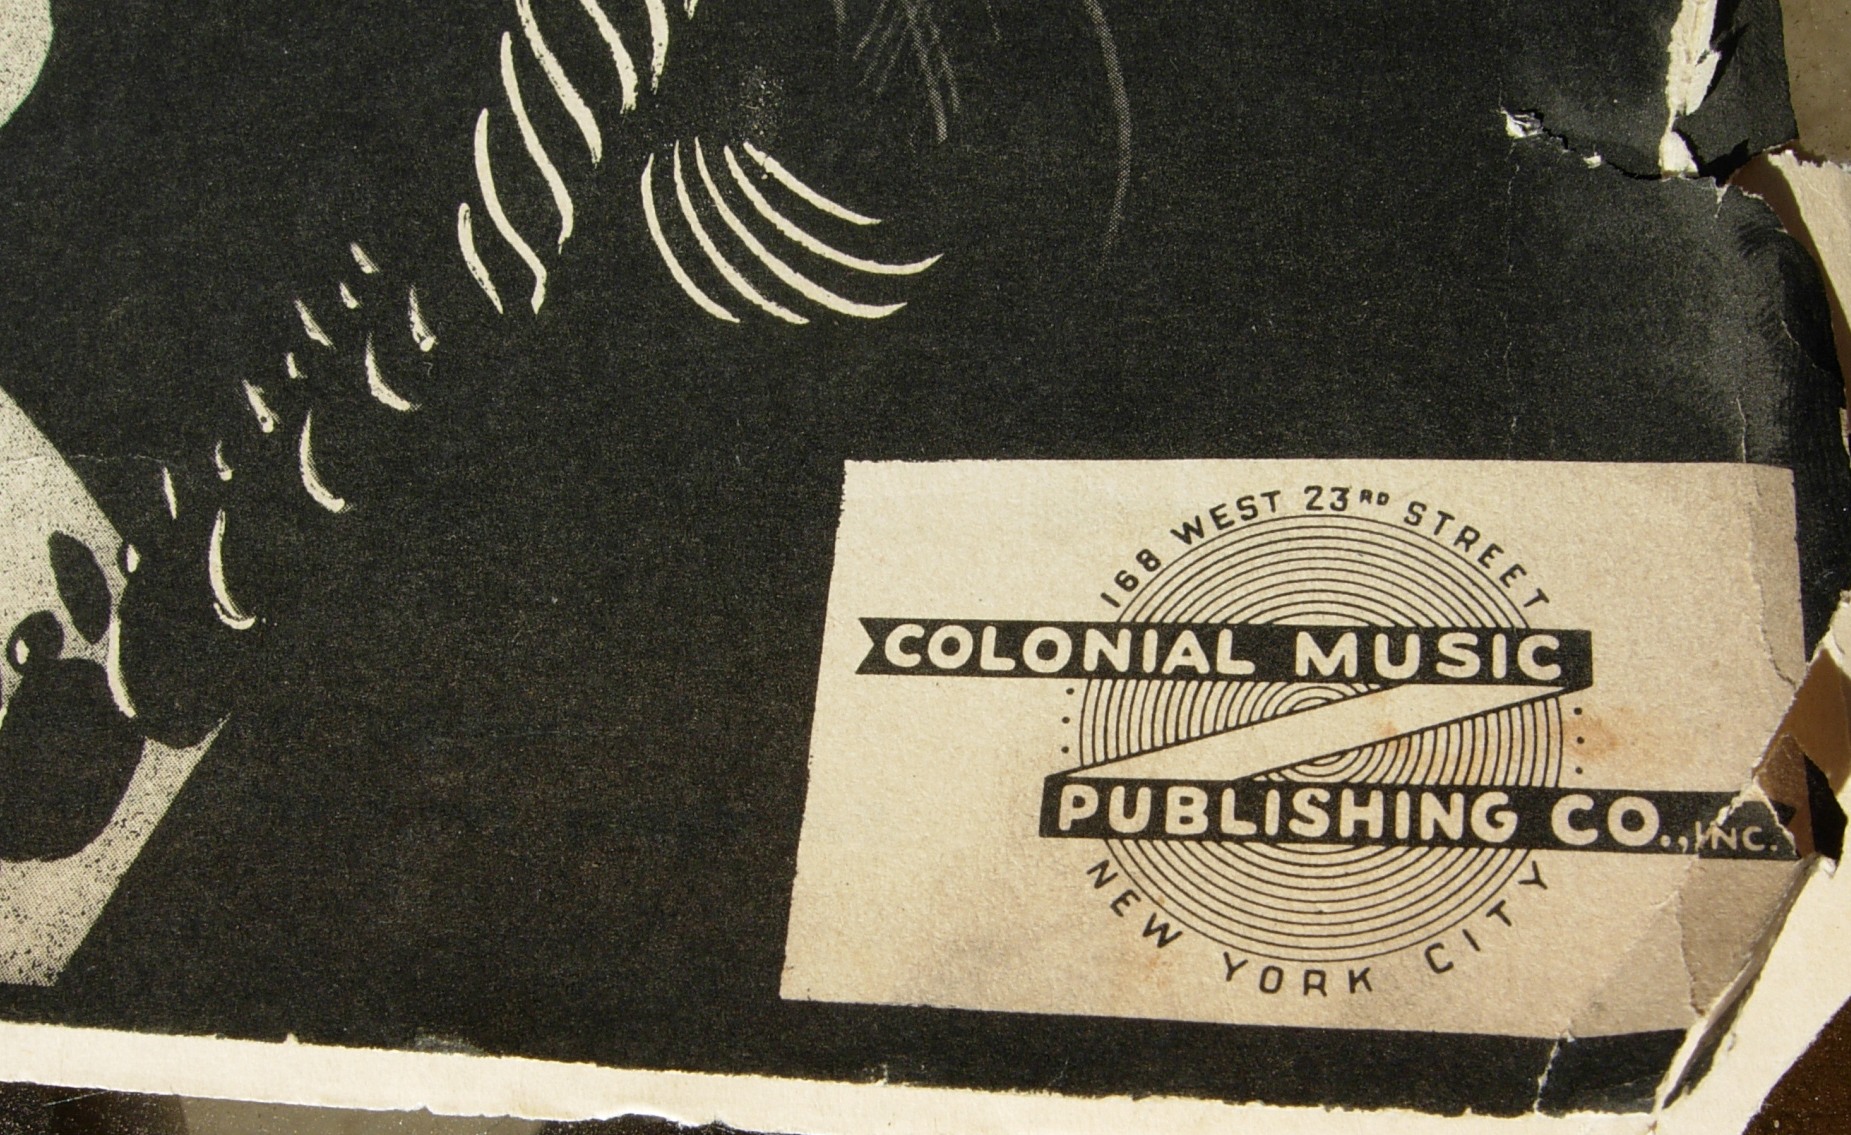 168 WEST 23RD STREET
COLONIAL MUSIC
PUBLISHING CO., INC.
NEW YORK CITY